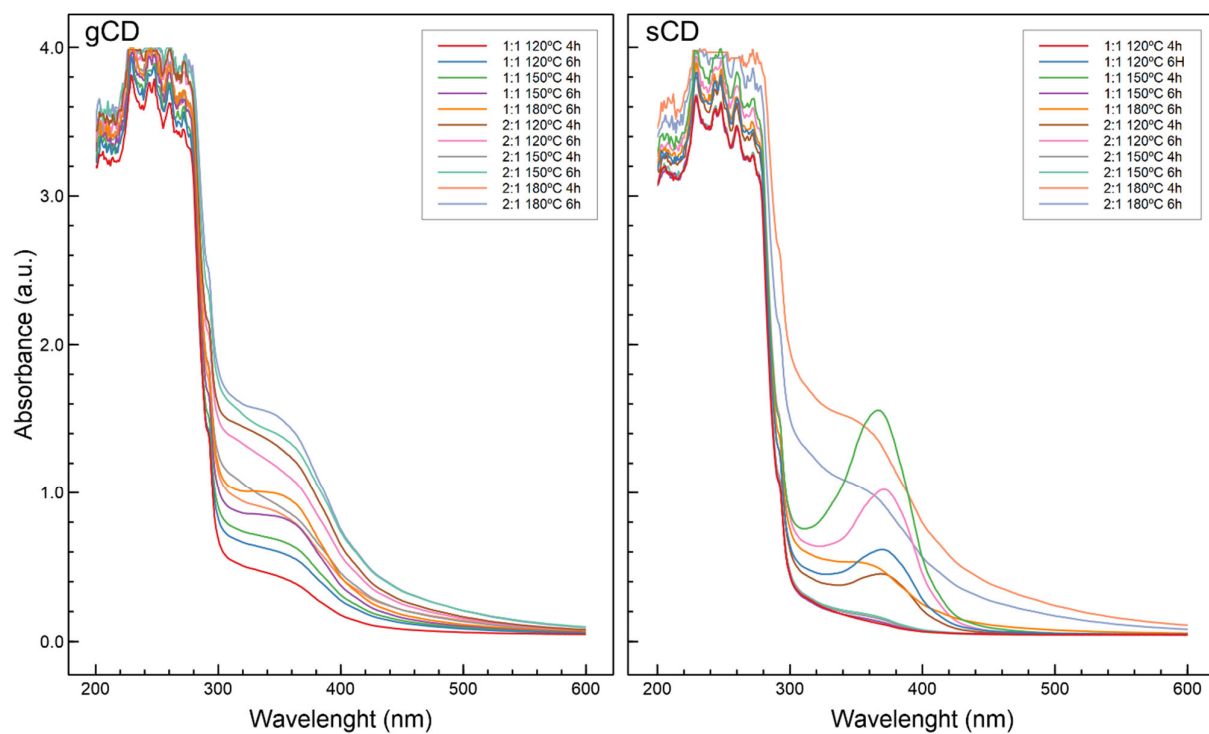 gCD
1:1 120ºC 4h
1:1 120ºC 6h
1:1 150ºC 4h
1:1 150ºC 6h
1:1 180ºC 6h
2:1 120ºC 4h
2:1 120ºC 6h
2:1 150ºC 4h
2:1 150ºC 6h
2:1 180ºC 4h
2:1 180ºC 6h
sCD
1:1 120ºC 4h
1:1 120ºC 6H
1:1 150ºC 4h
1:1 150ºC 6h
1:1 180ºC 6h
2:1 120ºC 4h
2:1 120ºC 6h
2:1 150ºC 4h
2:1 150ºC 6h
2:1 180ºC 4h
2:1 180ºC 6h
Absorbance (a.u.)
4.0
3.0
2.0
1.0
0.0
200 300 400 500 600
200 300 400 500 600
Wavelenght (nm)
Wavelenght (nm)